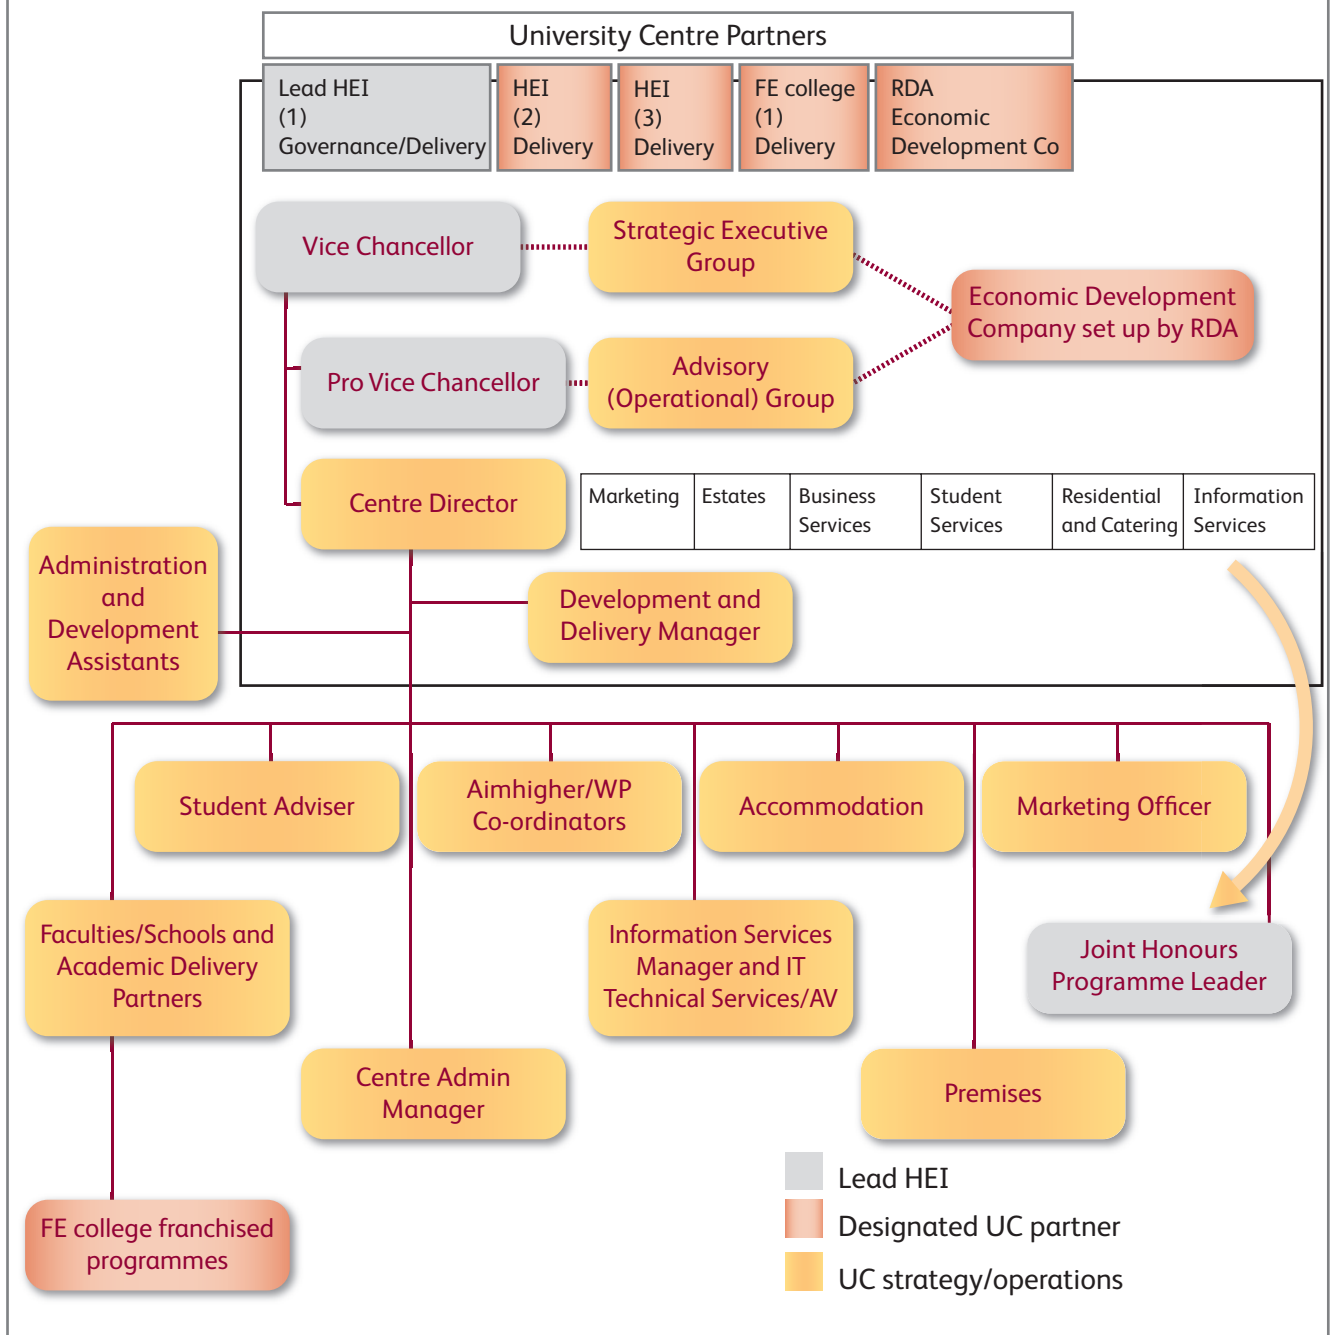 University Centre Partners
Lead HEI
(1)
Governance/Delivery
HEI
(2)
Delivery
HEI
(3)
Delivery
FE college
(1)
Delivery
RDA
Economic
Development Co
Vice Chancellor
Strategic Executive
Group
Economic Development
Company set up by RDA
Pro Vice Chancellor
Advisory
(Operational) Group
Centre Director
Marketing
Estates
Business
Services
Student
Services
Residential
and Catering
Information
Services
Administration
and
Development
Assistants
Development and
Delivery Manager
Student Adviser
Aimhigher/WP
Co-ordinators
Accommodation
Marketing Officer
Faculties/Schools and
Academic Delivery
Partners
Information Services
Manager and IT
Technical Services/AV
Joint Honours
Programme Leader
Centre Admin
Manager
Premises
FE college franchised
programmes
Lead HEI
Designated UC partner
UC strategy/operations